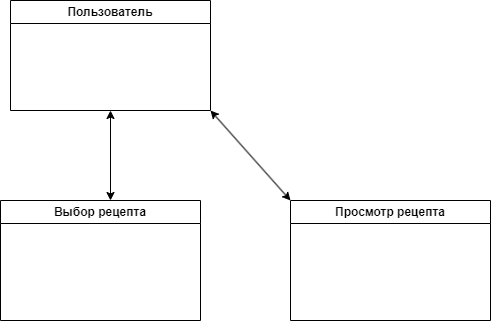 Пользователь
Выбор рецепта
Просмотр рецепта